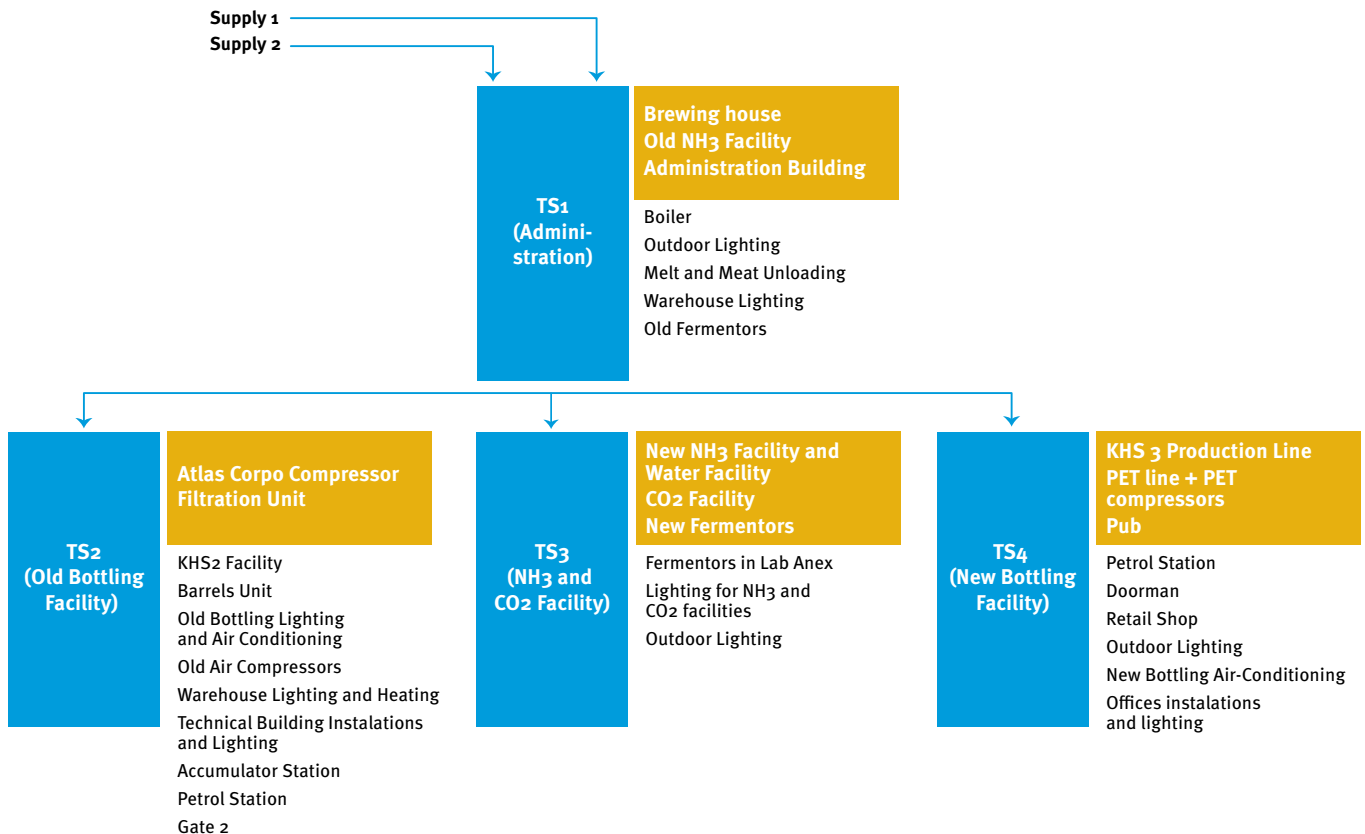 Supply 1
Supply 2
TS1
(Admini-
stration)
Brewing house
Old NH3 Facility
Administration Building
Boiler
Outdoor Lighting
Melt and Meat Unloading
Warehouse Lighting
Old Fermentors
TS2
(Old Bottling
Facility)
Atlas Corpo Compressor
Filtration Unit
KHS2 Facility
Barrels Unit
Old Bottling Lighting
and Air Conditioning
Old Air Compressors
Warehouse Lighting and Heating
Technical Building Instalations
and Lighting
Accumulator Station
Petrol Station
Gate 2
TS3
(NH3 and
CO2 Facility)
New NH3 Facility and
Water Facility
CO2 Facility
New Fermentors
Fermentors in Lab Anex
Lighting for NH3 and
CO2 facilities
Outdoor Lighting
TS4
(New Bottling
Facility)
KHS 3 Production Line
PET line + PET
compressors
Pub
Petrol Station
Doorman
Retail Shop
Outdoor Lighting
New Bottling Air-Conditioning
Offices instalations
and lighting